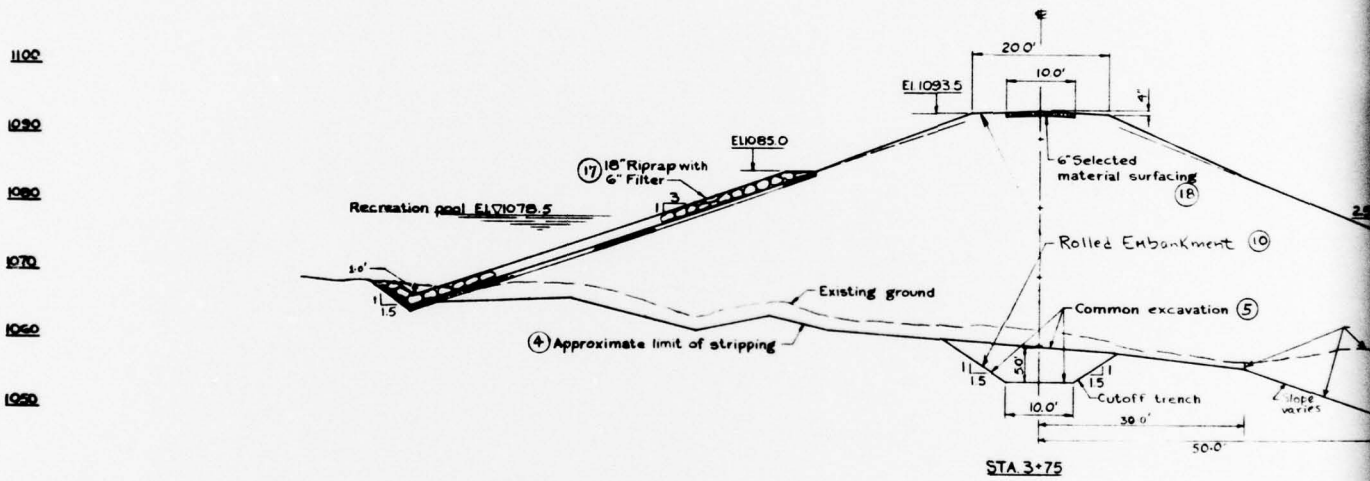 ℄
1100
20.0'
10.0'
El.1093.5
4"
1090
El.1085.0
17 18" Riprap with
6" Filter
6" Selected
material surfacing
18
1080
3
1
Recreation pool El.▽1078.5
Rolled Embankment 10
1070
1.0'
1
1.5
Existing ground
Common excavation 5
1060
4 Approximate limit of stripping
5.0'
1
1.5
1
1.5
Cutoff trench
Slope
varies
1050
10.0'
30.0'
50.0'
STA. 3+75